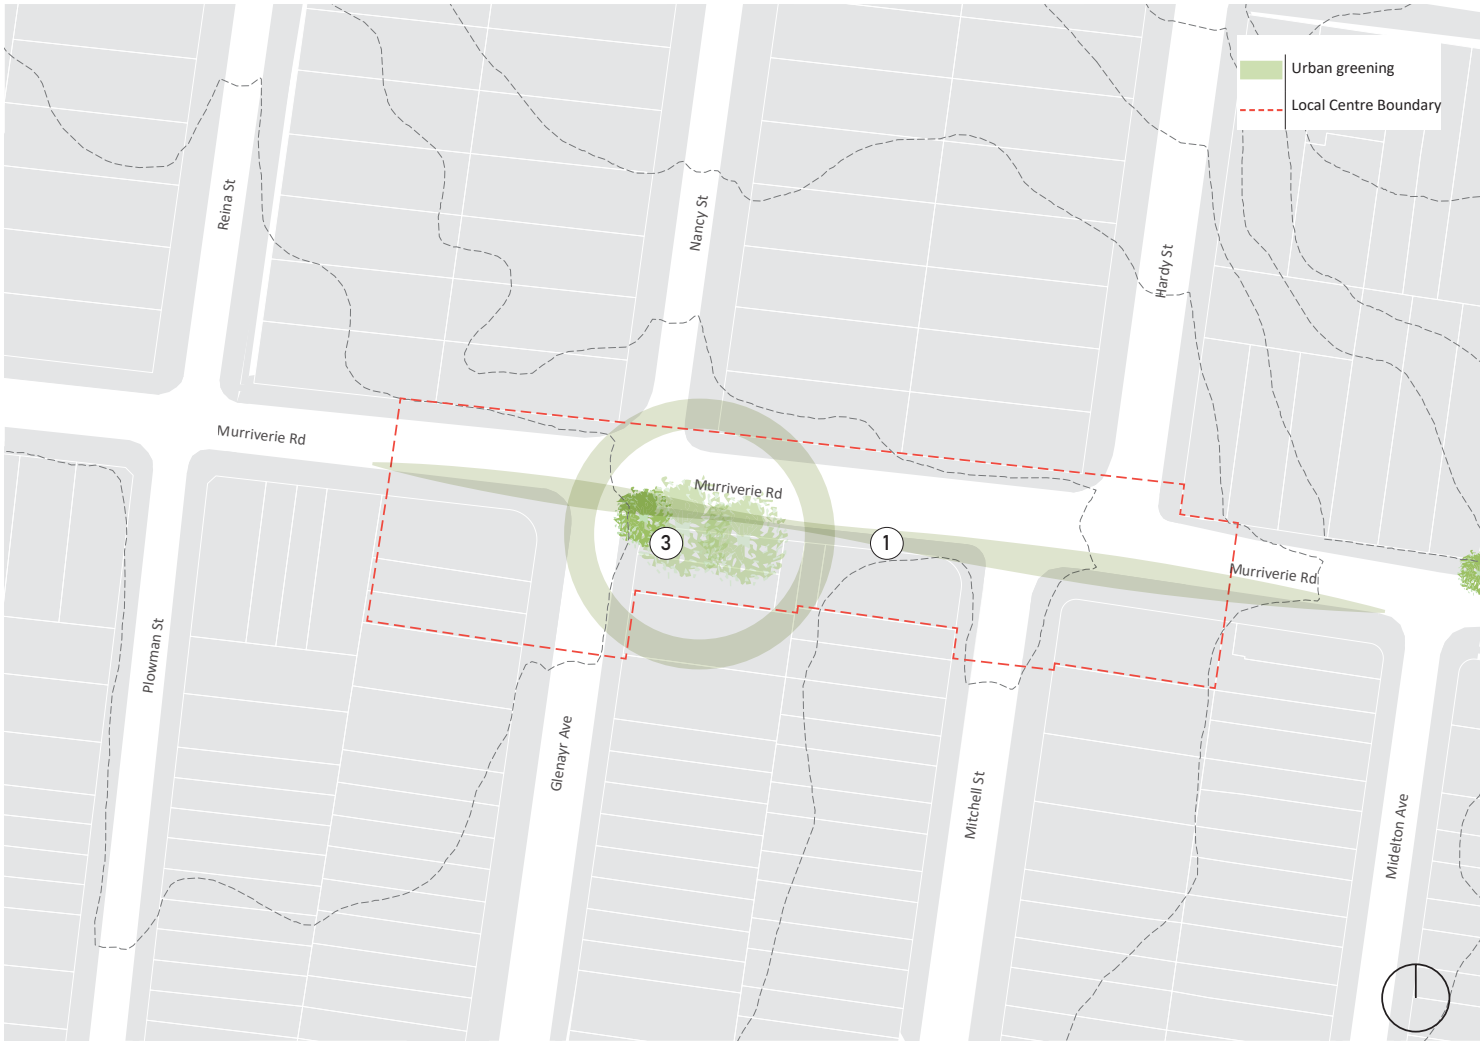 Urban greening
Local Centre Boundary
Reina St
Nancy St
Hardy St
Murriverie Rd
Murriverie Rd
3
1
Murriverie Rd
Plowman St
Glenayr Ave
Mitchell St
Midelton Ave